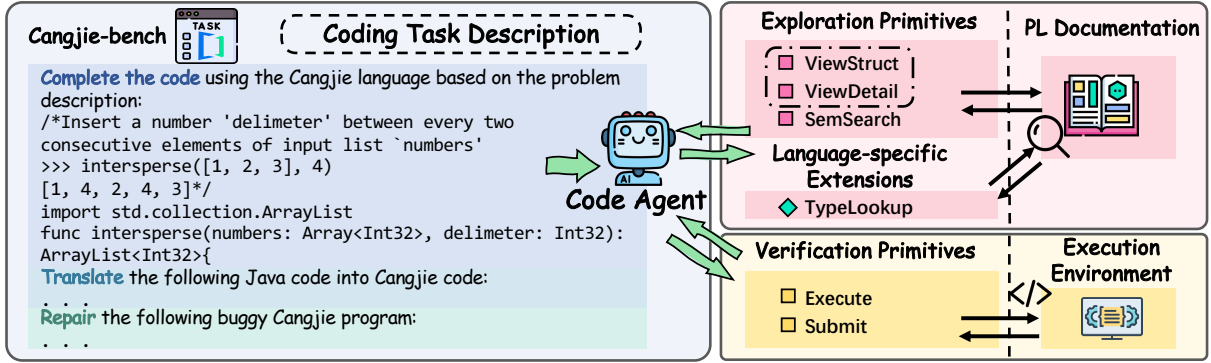 Cangjie-bench
TASK
Coding Task Description
Complete the code using the Cangjie language based on the problem
description:
/*Insert a number 'delimeter' between every two
consecutive elements of input list `numbers'
>>> intersperse([1, 2, 3], 4)
[1, 4, 2, 4, 3]*/
import std.collection.ArrayList
func intersperse(numbers: Array<Int32>, delimeter: Int32):
ArrayList<Int32>{
Translate the following Java code into Cangjie code:
. . .
Repair the following buggy Cangjie program:
. . .
AI
Code Agent
Exploration Primitives
ViewStruct
ViewDetail
SemSearch
Language-specific
Extensions
TypeLookup
PL Documentation
Verification Primitives
Execute
Submit
Execution
Environment
</>